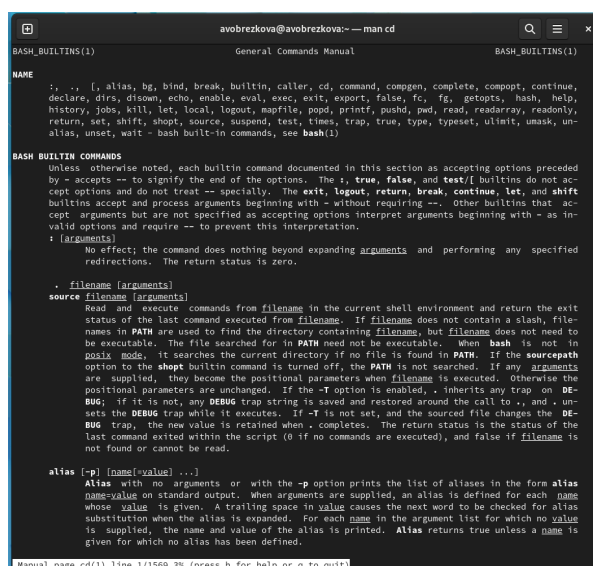 avobrezkova@avobrezkova:~ — man cd
BASH_BUILTINS(1) General Commands Manual BASH_BUILTINS(1)
NAME
:, ., [, alias, bg, bind, break, builtin, caller, cd, command, compgen, complete, compopt, continue,
declare, dirs, disown, echo, enable, eval, exec, exit, export, false, fc, fg, getopts, hash, help,
history, jobs, kill, let, local, logout, mapfile, popd, printf, pushd, pwd, read, readarray, readonly,
return, set, shift, shopt, source, suspend, test, times, trap, true, type, typeset, ulimit, umask, un‐
alias, unset, wait - bash built-in commands, see bash(1)
BASH BUILTIN COMMANDS
Unless otherwise noted, each builtin command documented in this section as accepting options preceded
by - accepts -- to signify the end of the options. The :, true, false, and test/[ builtins do not ac‐
cept options and do not treat -- specially. The exit, logout, return, break, continue, let, and shift
builtins accept and process arguments beginning with - without requiring --. Other builtins that ac‐
cept arguments but are not specified as accepting options interpret arguments beginning with - as in‐
valid options and require -- to prevent this interpretation.
: [arguments]
No effect; the command does nothing beyond expanding arguments and performing any specified
redirections. The return status is zero.
. filename [arguments]
source filename [arguments]
Read and execute commands from filename in the current shell environment and return the exit
status of the last command executed from filename. If filename does not contain a slash, file‐
names in PATH are used to find the directory containing filename, but filename does not need to
be executable. The file searched for in PATH need not be executable. When bash is not in
posix mode, it searches the current directory if no file is found in PATH. If the sourcepath
option to the shopt builtin command is turned off, the PATH is not searched. If any arguments
are supplied, they become the positional parameters when filename is executed. Otherwise the
positional parameters are unchanged. If the -T option is enabled, . inherits any trap on DE‐
BUG; if it is not, any DEBUG trap string is saved and restored around the call to ., and . un‐
sets the DEBUG trap while it executes. If -T is not set, and the sourced file changes the DE‐
BUG trap, the new value is retained when . completes. The return status is the status of the
last command exited within the script (0 if no commands are executed), and false if filename is
not found or cannot be read.
alias [-p] [name[=value] ...]
Alias with no arguments or with the -p option prints the list of aliases in the form alias
name=value on standard output. When arguments are supplied, an alias is defined for each name
whose value is given. A trailing space in value causes the next word to be checked for alias
substitution when the alias is expanded. For each name in the argument list for which no value
is supplied, the name and value of the alias is printed. Alias returns true unless a name is
given for which no alias has been defined.
Manual page cd(1) line 1/1569 3% (press h for help or q to quit)